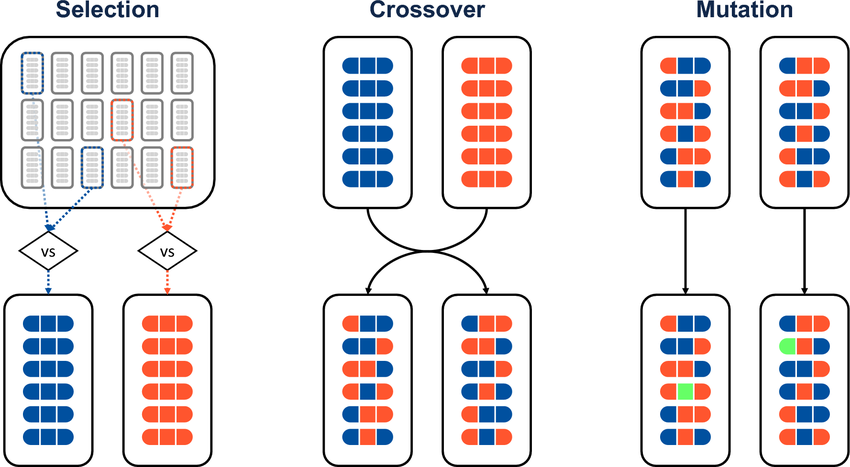 Selection
Crossover
Mutation
vs
vs